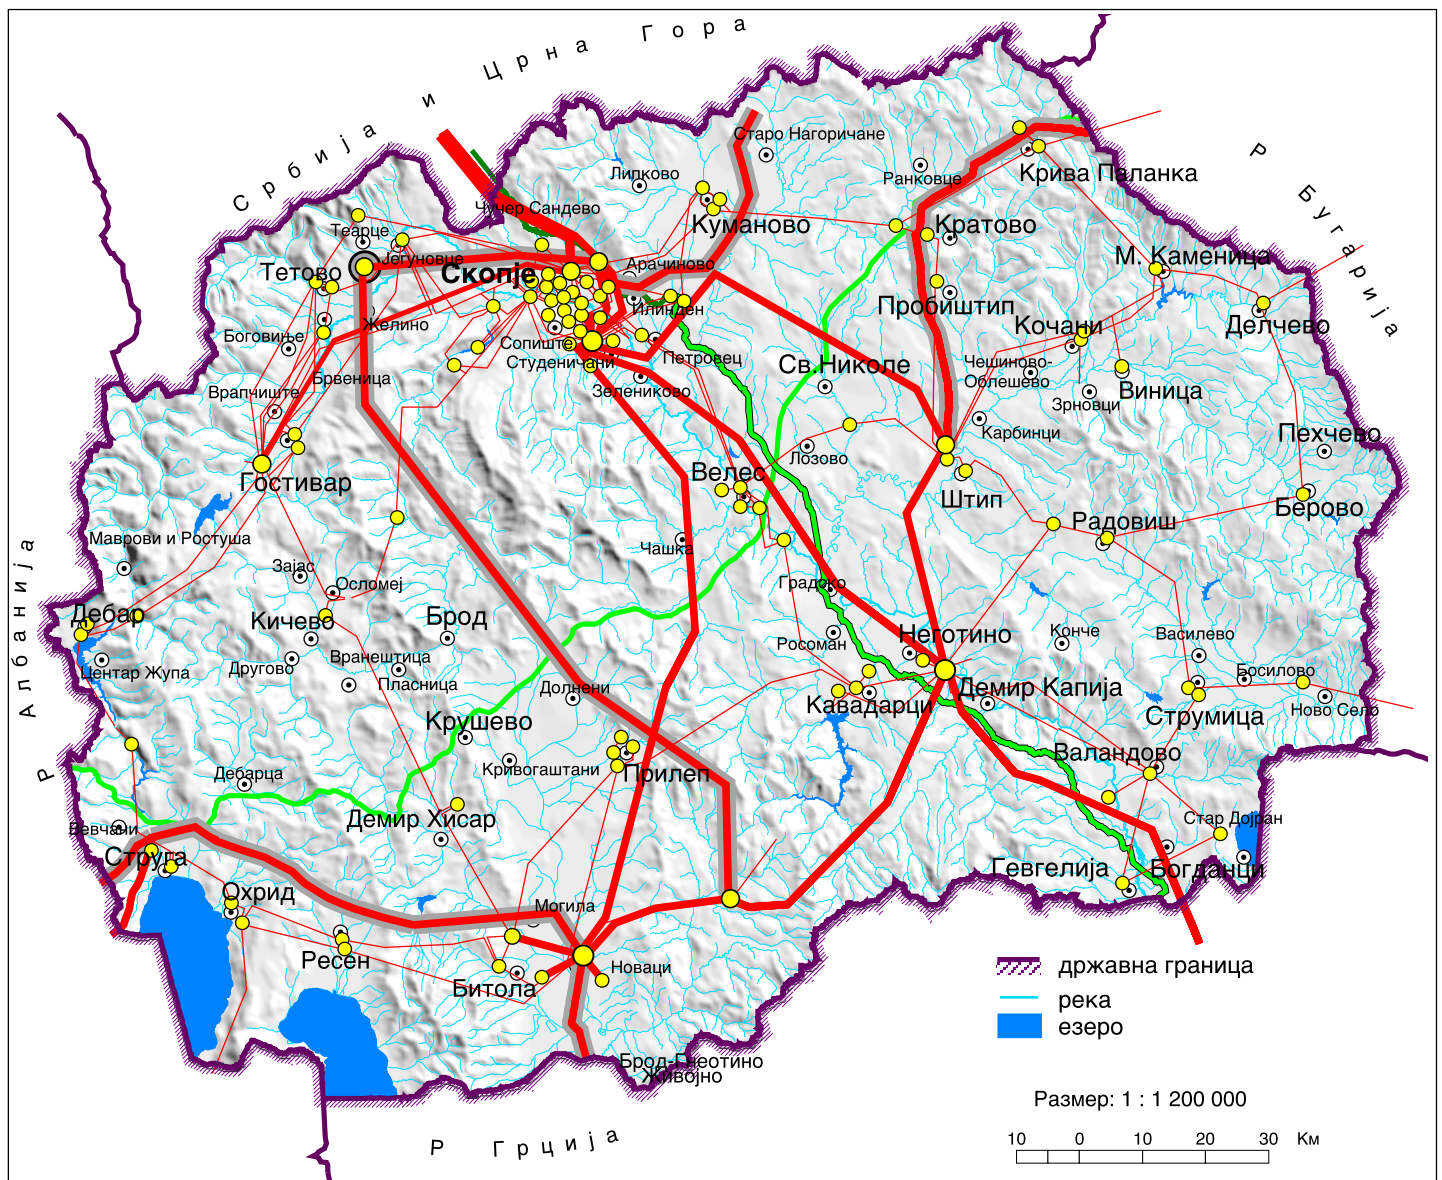 Србија и Црна Гора
Р Бугарија
Р Албанија
Р Грција
Старо Нагоричане
Липково
Ранковце
Крива Паланка
Чучер Сандево
Куманово
Кратово
Теарце
Јегуновце
Тетово
Скопје
Арачиново
М. Каменица
Илинден
Пробиштип
Делчево
Желино
Боговиње
Сопиште
Студеничани
Петровец
Кочани
Св.Николе
Чешиново-
Облешево
Брвеница
Врапчиште
Зелениково
Виница
Зрновци
Карбинци
Пехчево
Лозово
Гостивар
Велес
Штип
Берово
Радовиш
Маврови и Ростуша
Чашка
Зајас
Осломеј
Градско
Дебар
Кичево
Брод
Росоман
Неготино
Конче
Василево
Центар Жупа
Другово
Вранештица
Пласница
Босилово
Долнени
Демир Капија
Кавадарци
Ново Село
Струмица
Крушево
Валандово
Кривогаштани
Прилеп
Дебарца
Демир Хисар
Стар Дојран
Вевчани
Струга
Гевгелија
Богданци
Охрид
Могила
Ресен
Новаци
Битола
Брод-Гнеотино
Живојно
државна граница
река
езеро
Размер: 1 : 1 200 000
10 0 10 20 30 Км